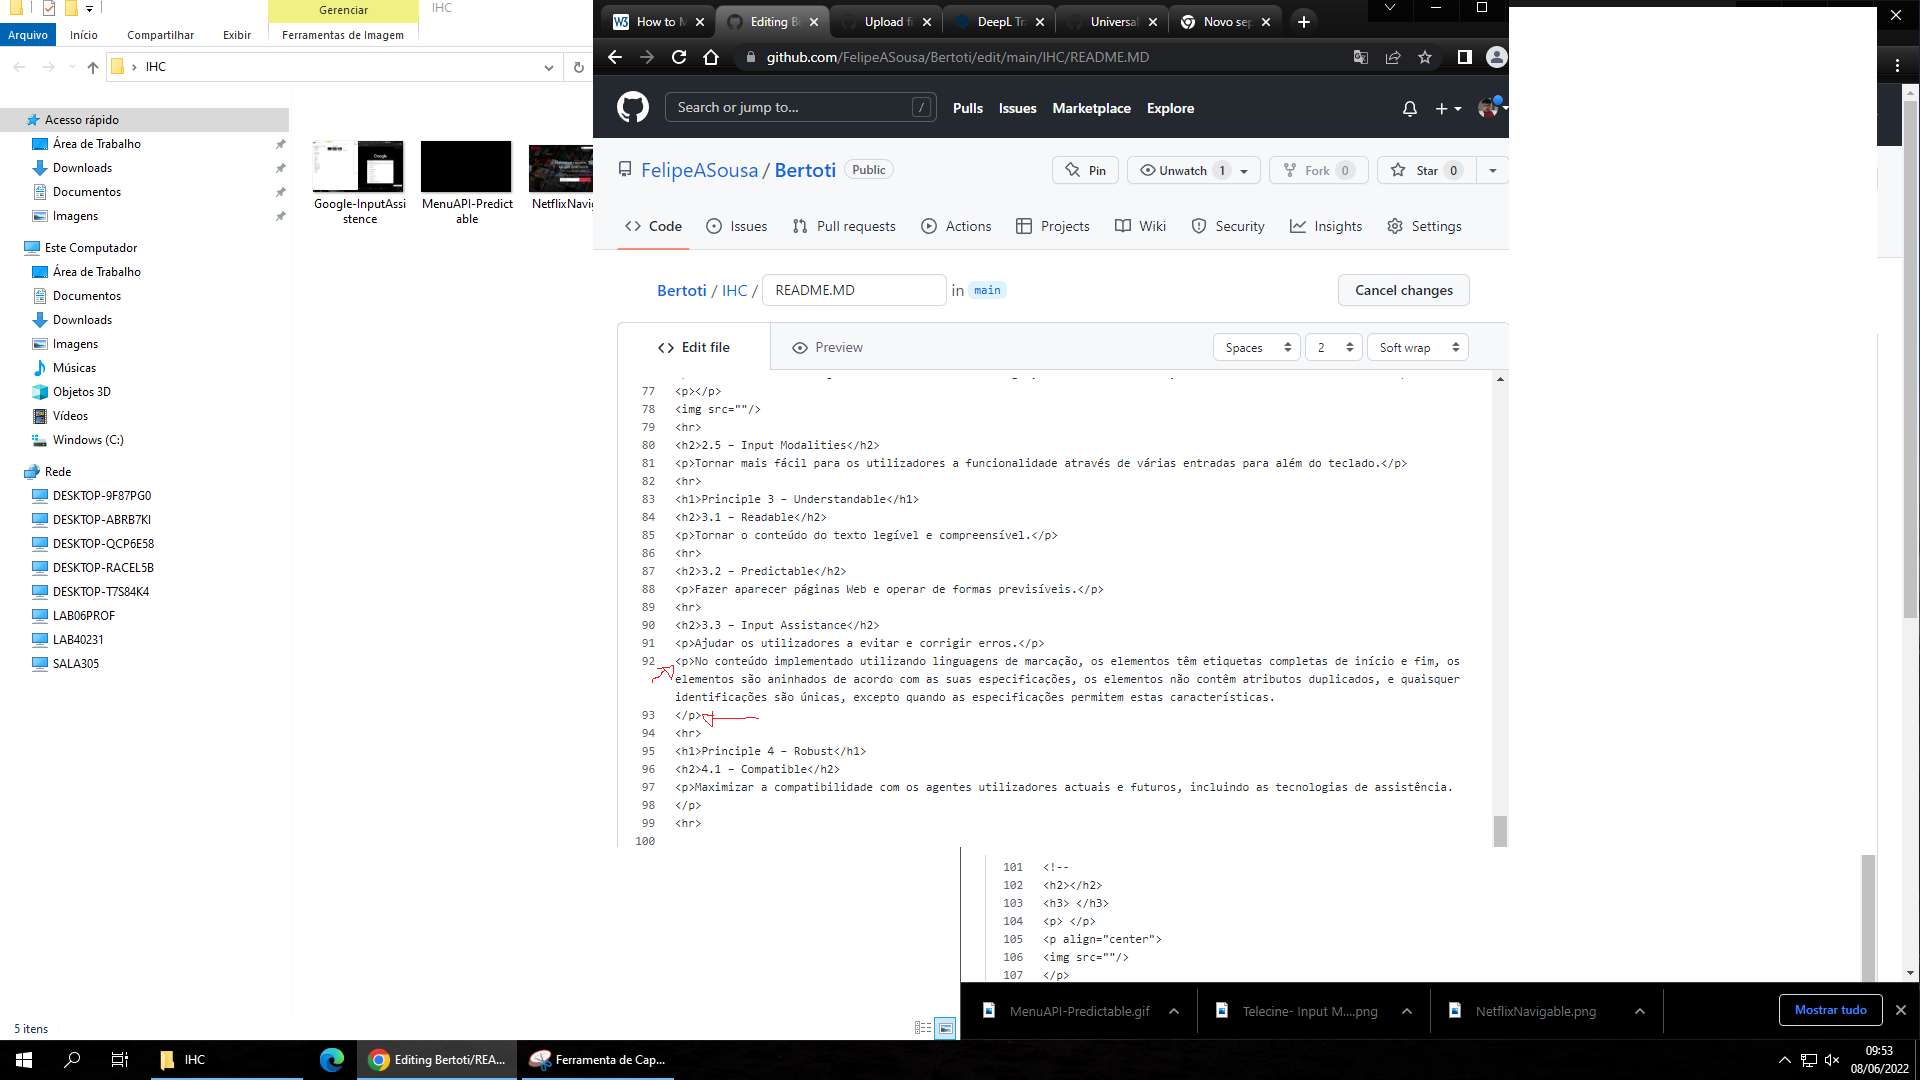 Gerenciar
IHC
Arquivo
Início
Compartilhar
Exibir
Ferramentas de Imagem
IHC
Acesso rápido
Área de Trabalho
Downloads
Documentos
Imagens
Este Computador
Área de Trabalho
Documentos
Downloads
Imagens
Músicas
Objetos 3D
Vídeos
Windows (C:)
Rede
DESKTOP-9F87PG0
DESKTOP-ABRB7KI
DESKTOP-QCP6E58
DESKTOP-RACEL5B
DESKTOP-T7S84K4
LAB06PROF
LAB40231
SALA305
Google-InputAssi
stence
MenuAPI-Predict
able
NetflixNavi
5 itens
How to M
Editing Be
Upload fi
DeepL Tra
Universal
Novo sep
github.com/FelipeASousa/Bertoti/edit/main/IHC/README.MD
Search or jump to...
/
Pulls
Issues
Marketplace
Explore
FelipeASousa / Bertoti
Public
Pin
Unwatch 1
Fork 0
Star 0
Code
Issues
Pull requests
Actions
Projects
Wiki
Security
Insights
Settings
Bertoti / IHC / README.MD in main
Cancel changes
Edit file
Preview
Spaces
2
Soft wrap
77 <p></p>
78 <img src=""/>
79 <hr>
80 <h2>2.5 – Input Modalities</h2>
81 <p>Tornar mais fácil para os utilizadores a funcionalidade através de várias entradas para além do teclado.</p>
82 <hr>
83 <h1>Principle 3 – Understandable</h1>
84 <h2>3.1 – Readable</h2>
85 <p>Tornar o conteúdo do texto legível e compreensível.</p>
86 <hr>
87 <h2>3.2 – Predictable</h2>
88 <p>Fazer aparecer páginas Web e operar de formas previsíveis.</p>
89 <hr>
90 <h2>3.3 – Input Assistance</h2>
91 <p>Ajudar os utilizadores a evitar e corrigir erros.</p>
92 <p>No conteúdo implementado utilizando linguagens de marcação, os elementos têm etiquetas completas de início e fim, os
elementos são aninhados de acordo com as suas especificações, os elementos não contêm atributos duplicados, e quaisquer
identificações são únicas, excepto quando as especificações permitem estas características.
93 </p>
94 <hr>
95 <h1>Principle 4 – Robust</h1>
96 <h2>4.1 – Compatible</h2>
97 <p>Maximizar a compatibilidade com os agentes utilizadores actuais e futuros, incluindo as tecnologias de assistência.
98 </p>
99 <hr>
100
101 <!--
102 <h2></h2>
103 <h3> </h3>
104 <p> </p>
105 <p align="center">
106 <img src=""/>
107 </p>
MenuAPI-Predictable.gif
Telecine- Input M....png
NetflixNavigable.png
Mostrar tudo
IHC
Editing Bertoti/REA...
Ferramenta de Cap...
09:53
08/06/2022